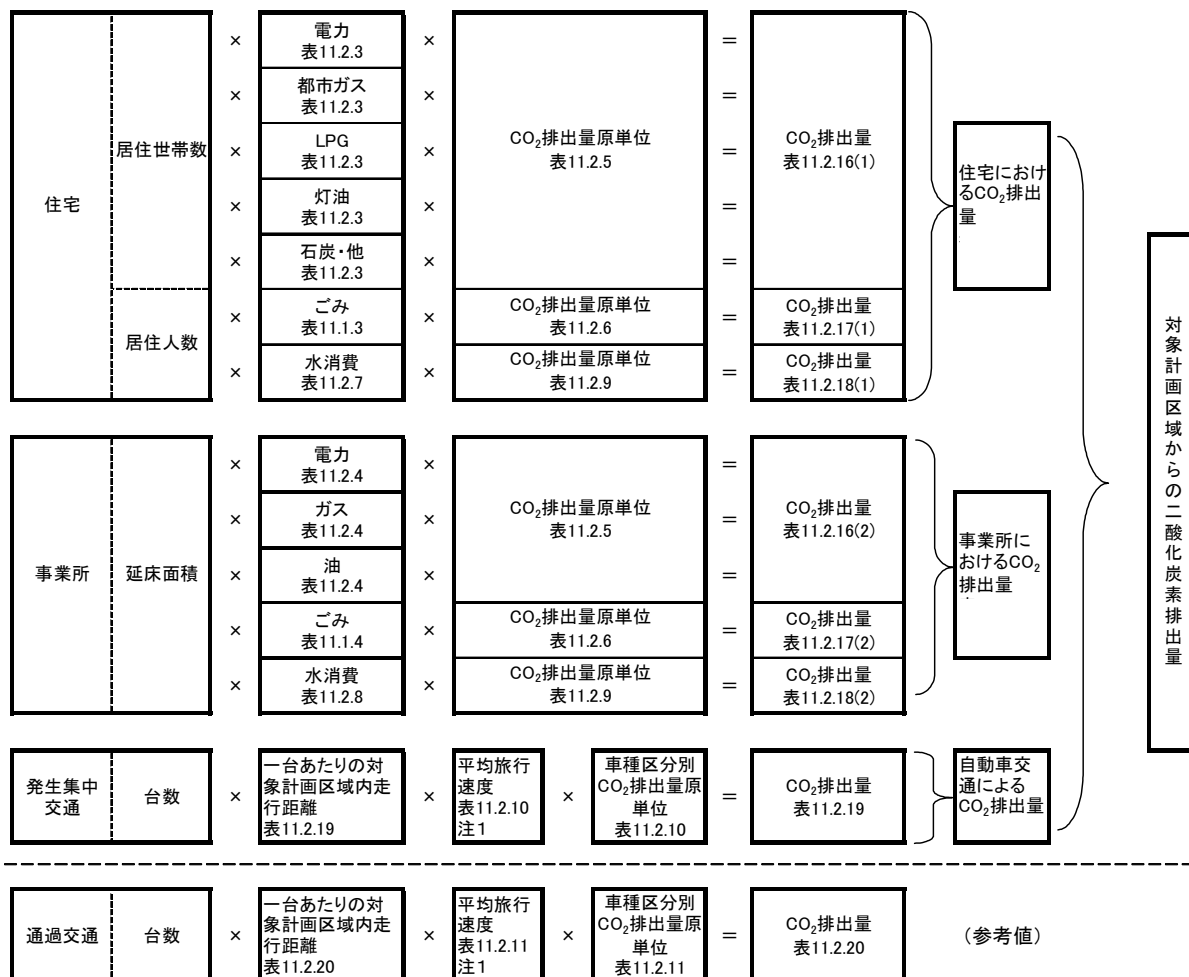 住宅
居住世帯数
×
電力
表11.2.3
×
=
×
都市ガス
表11.2.3
×
=
×
LPG
表11.2.3
×
CO₂排出量原単位
表11.2.5
=
CO₂排出量
表11.2.16(1)
×
灯油
表11.2.3
×
=
×
石炭・他
表11.2.3
×
=
居住人数
×
ごみ
表11.1.3
×
CO₂排出量原単位
表11.2.6
=
CO₂排出量
表11.2.17(1)
×
水消費
表11.2.7
×
CO₂排出量原単位
表11.2.9
=
CO₂排出量
表11.2.18(1)
住宅におけ
るCO₂排出
量
事業所
延床面積
×
電力
表11.2.4
×
=
×
ガス
表11.2.4
×
CO₂排出量原単位
表11.2.5
=
CO₂排出量
表11.2.16(2)
×
油
表11.2.4
×
=
×
ごみ
表11.1.4
×
CO₂排出量原単位
表11.2.6
=
CO₂排出量
表11.2.17(2)
×
水消費
表11.2.8
×
CO₂排出量原単位
表11.2.9
=
CO₂排出量
表11.2.18(2)
事業所に
おけるCO₂
排出量
発生集中
交通
台数
×
一台あたりの対
象計画区域内走
行距離
表11.2.19
×
平均旅行
速度
表11.2.10
注1
×
車種区分別
CO₂排出量原
単位
表11.2.10
=
CO₂排出量
表11.2.19
自動車交
通による
CO₂排出量
対象計画区域からの二酸化炭素排出量
通過交通
台数
×
一台あたりの対
象計画区域内走
行距離
表11.2.20
×
平均旅行
速度
表11.2.11
注1
×
車種区分別
CO₂排出量原
単位
表11.2.11
=
CO₂排出量
表11.2.20
（参考値）